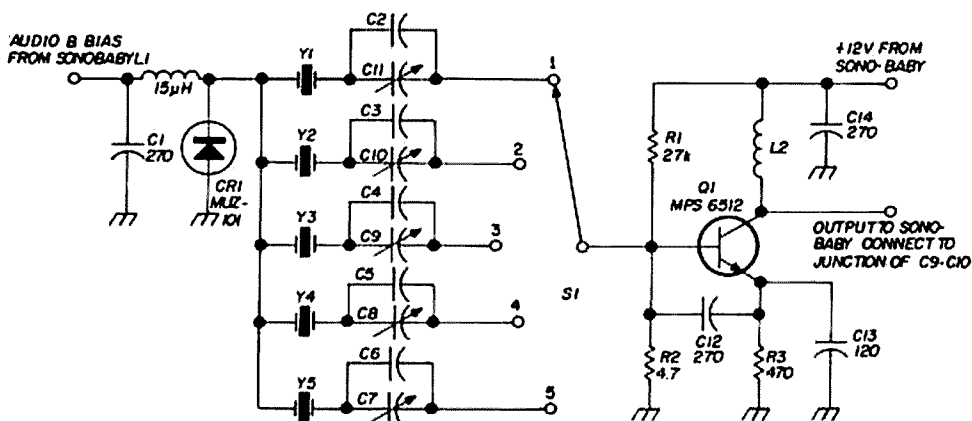 AUDIO & BIAS
FROM SONOBABYL1
15µH
C1
270
CR1
MUZ-
101
Y1
C2
C11
1
Y2
C3
C10
2
Y3
C4
C9
3
Y4
C5
C8
4
Y5
C6
C7
5
S1
+12V FROM
SONO-BABY
R1
27k
L2
C14
270
Q1
MPS 6512
OUTPUT TO SONO-
BABY CONNECT TO
JUNCTION OF C9-C10
C12
270
R2
4.7
R3
470
C13
120